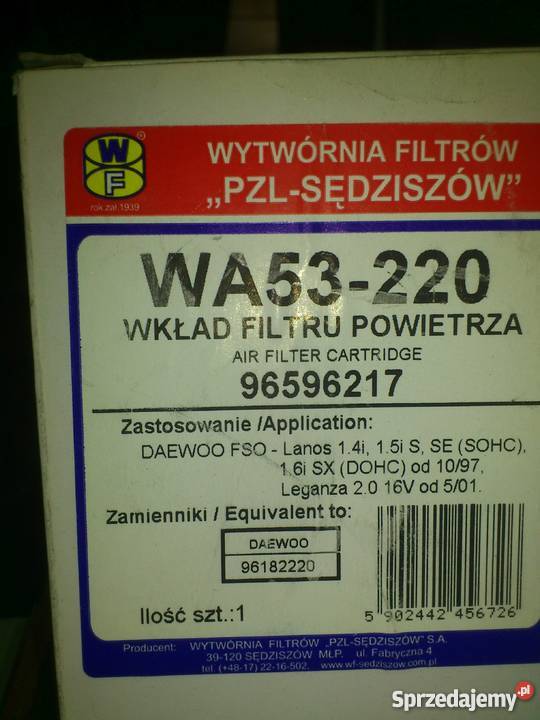 WF
®
rok zał.1939
WYTWÓRNIA FILTRÓW
„PZL-SĘDZISZÓW”
WA53-220
WKŁAD FILTRU POWIETRZA
AIR FILTER CARTRIDGE
96596217
Zastosowanie /Application:
DAEWOO FSO - Lanos 1.4i, 1.5i S, SE (SOHC),
1.6i SX (DOHC) od 10/97,
Leganza 2.0 16V od 5/01.
Zamienniki / Equivalent to:
DAEWOO
96182220
Ilość szt.:1
5 902442 456726
Producent: WYTWÓRNIA FILTRÓW „PZL-SĘDZISZÓW” S.A.
39-120 SĘDZISZÓW MŁP. ul. Fabryczna 4
tel. (+48-17) 22-16-502. www.wf-sedziszow.com.pl
Sprzedajemy.pl